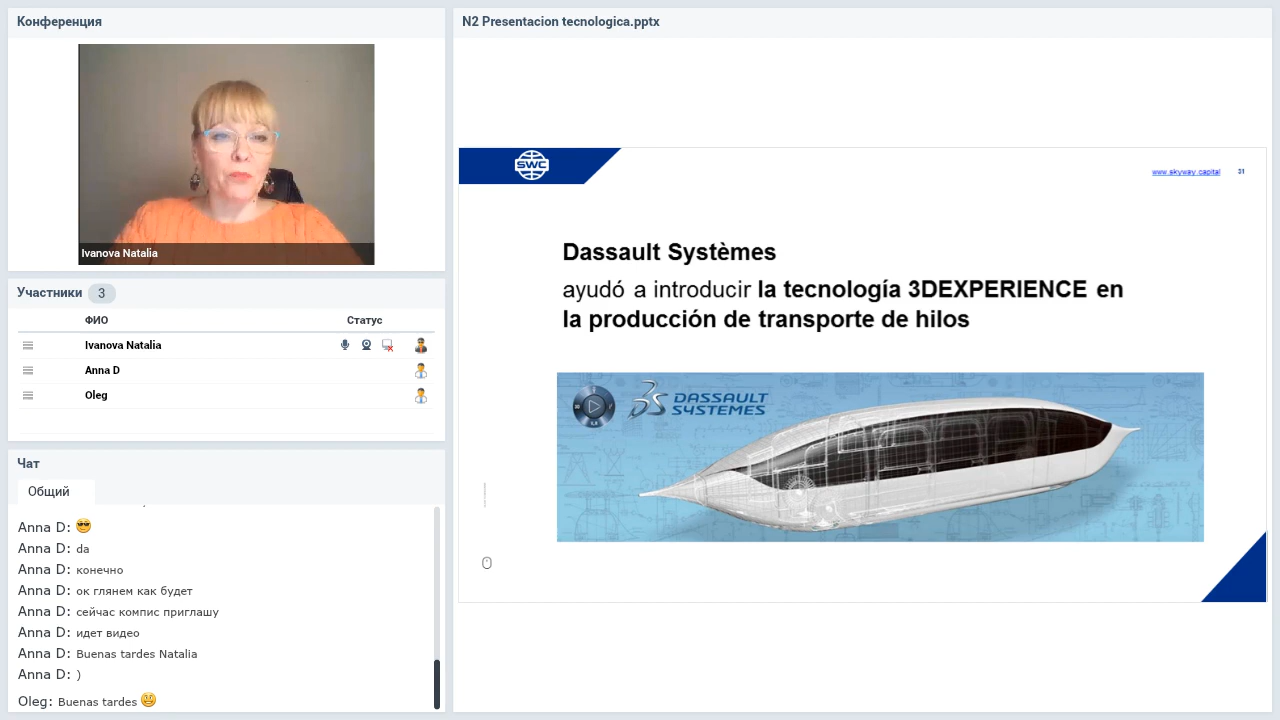 Конференция
Ivanova Natalia
Участники 3
ФИО Статус
Ivanova Natalia
Anna D
Oleg
Чат
Общий
Anna D:
Anna D: da
Anna D: конечно
Anna D: ок глянем как будет
Anna D: сейчас компис приглашу
Anna D: идет видео
Anna D: Buenas tardes Natalia
Anna D: )
Oleg: Buenas tardes
N2 Presentacion tecnologica.pptx
SWC
www.skyway.capital 31
Dassault Systèmes
ayudó a introducir la tecnología 3DEXPERIENCE en
la producción de transporte de hilos
DASSAULT
SYSTEMES